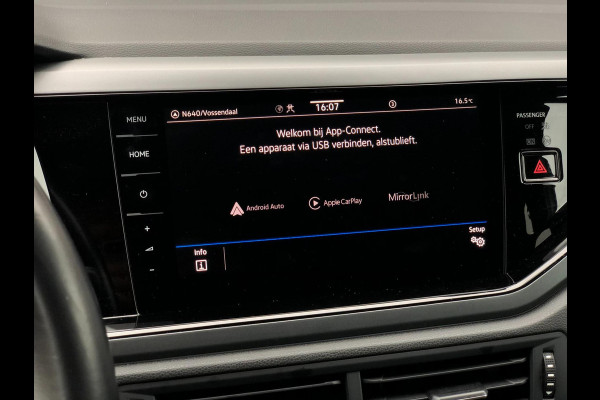 MENU
HOME
N640/Vossendaal
16:07
16.5°C
Welkom bij App-Connect.
Een apparaat via USB verbinden, alstublieft.
Android Auto
Apple CarPlay
MirrorLink
Info
Setup
+
-
PASSENGER
OFF